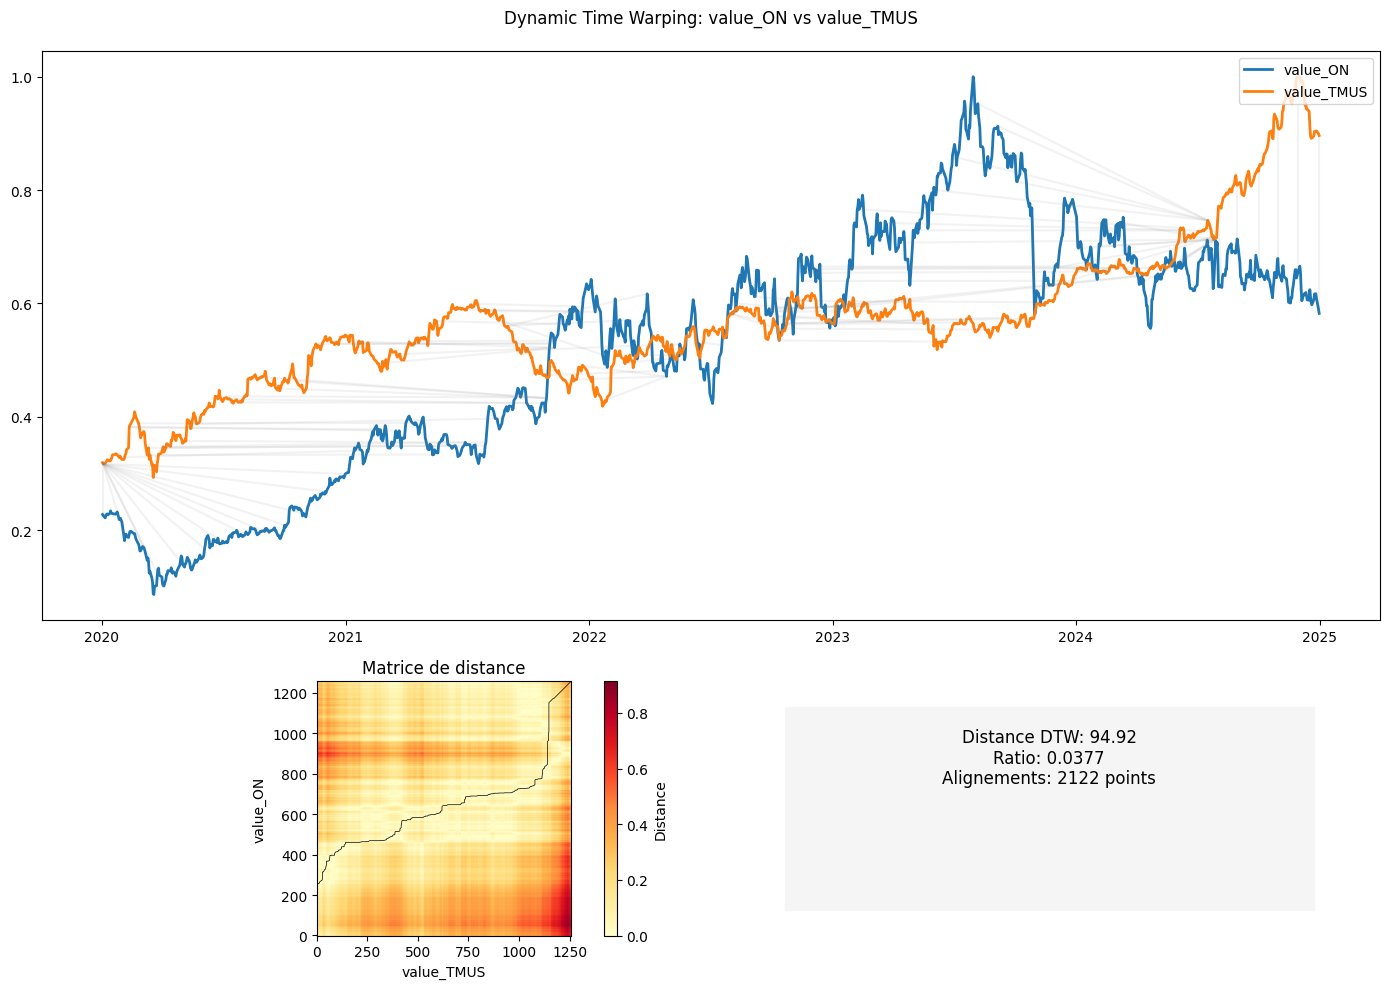 Dynamic Time Warping: value_ON vs value_TMUS
value_ON
value_TMUS
1.0
0.8
0.6
0.4
0.2
2020
2021
2022
2023
2024
2025
Matrice de distance
value_ON
1200
1000
800
600
400
200
0
0
250
500
750
1000
1250
value_TMUS
0.8
0.6
0.4
0.2
0.0
Distance
Distance DTW: 94.92
Ratio: 0.0377
Alignements: 2122 points